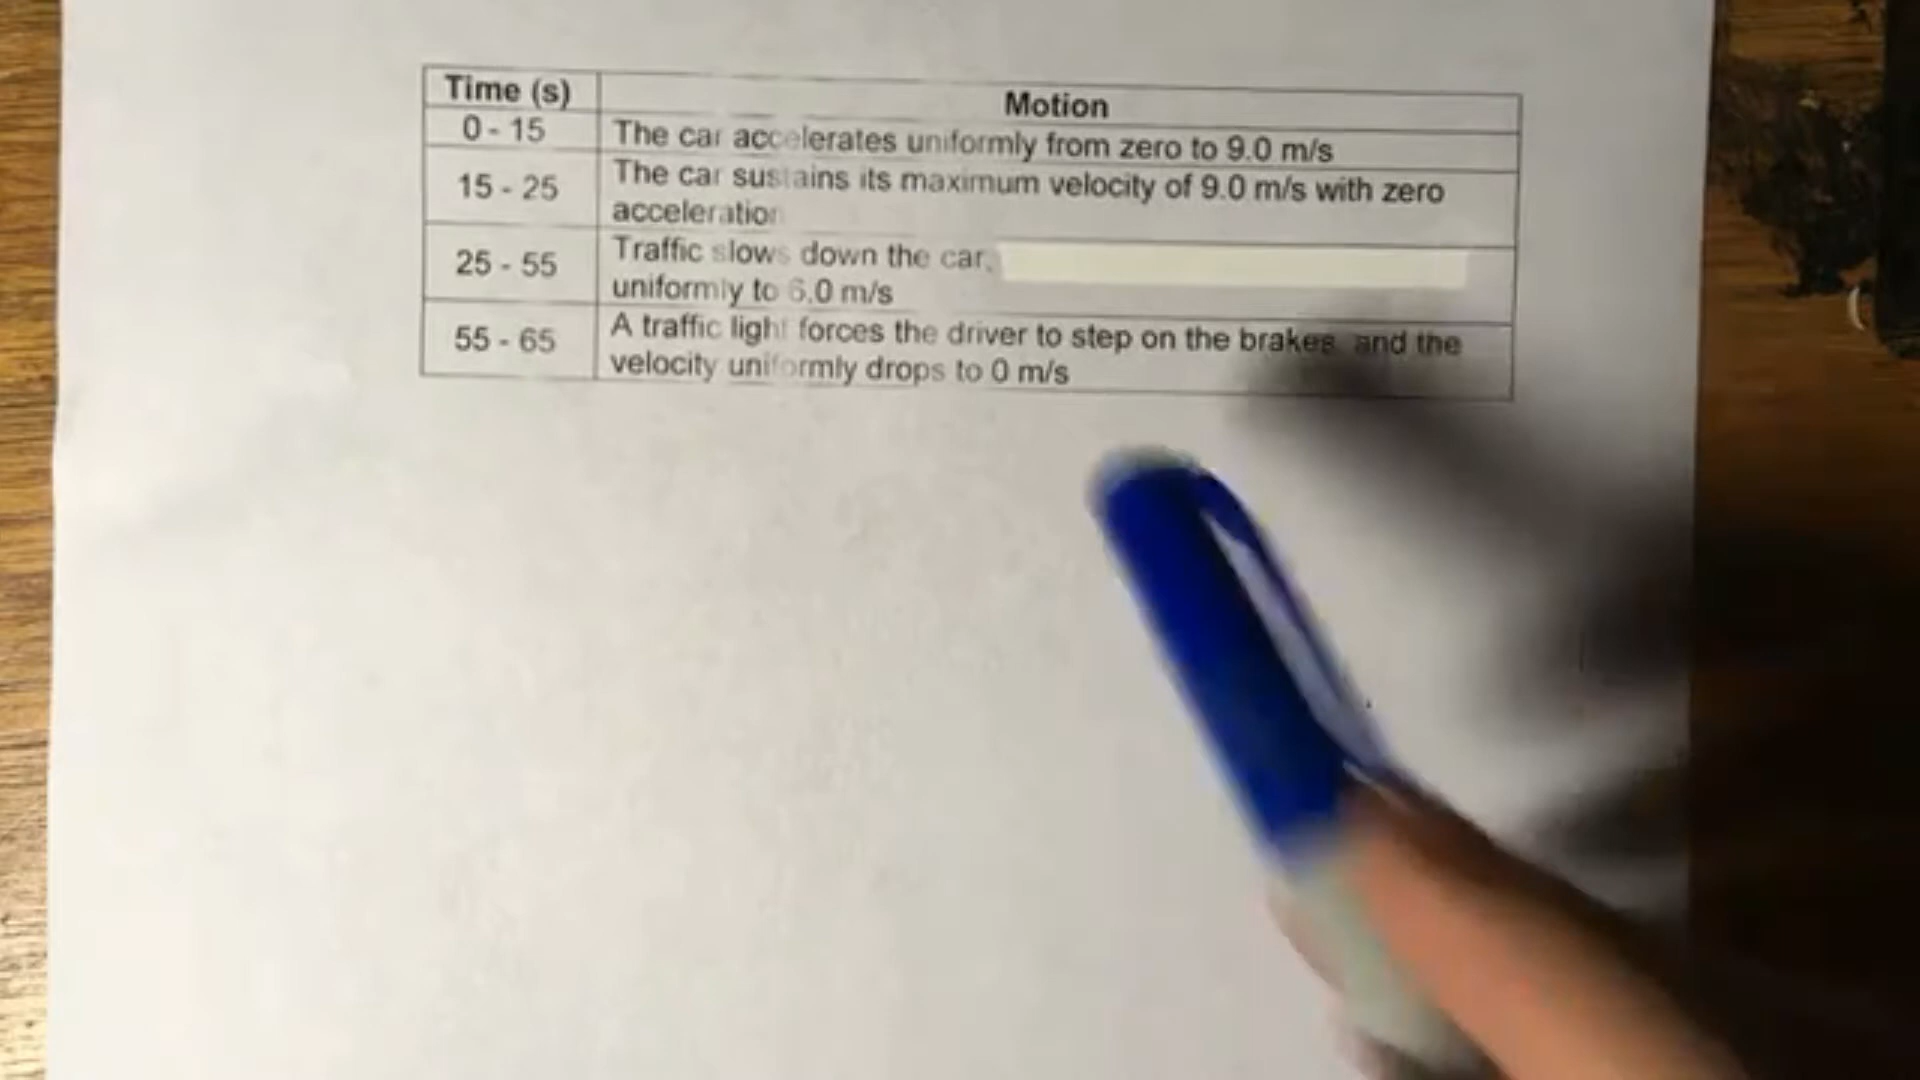 Time (s) Motion
0 - 15 The car accelerates uniformly from zero to 9.0 m/s
15 - 25 The car sustains its maximum velocity of 9.0 m/s with zero
acceleration
25 - 55 Traffic slows down the car,
uniformly to 6.0 m/s
55 - 65 A traffic light forces the driver to step on the brakes, and the
velocity uniformly drops to 0 m/s